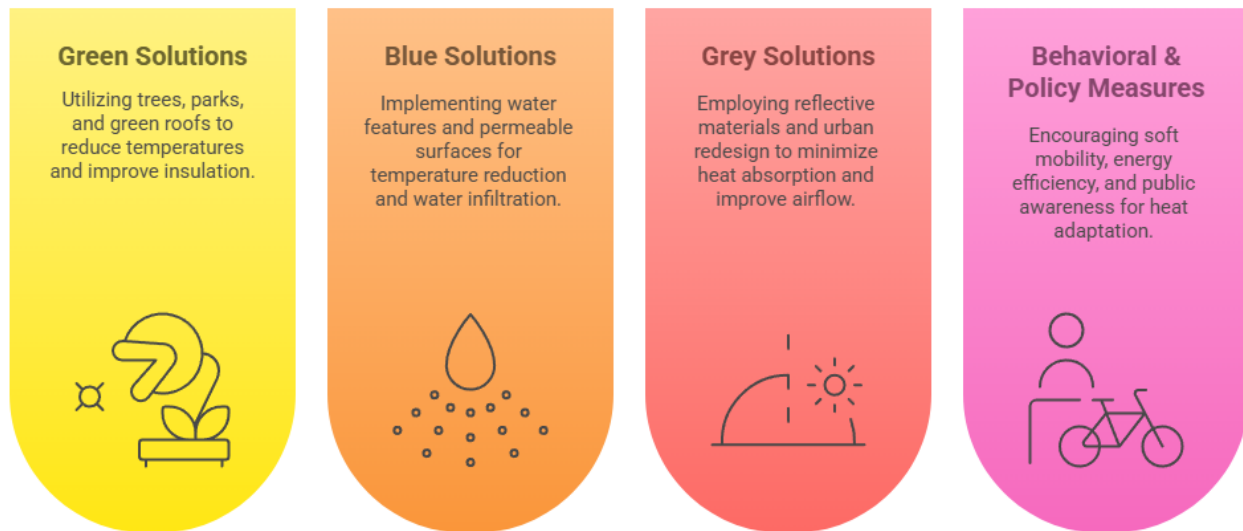 Green Solutions
Utilizing trees, parks,
and green roofs to
reduce temperatures
and improve insulation.
Blue Solutions
Implementing water
features and permeable
surfaces for
temperature reduction
and water infiltration.
Grey Solutions
Employing reflective
materials and urban
redesign to minimize
heat absorption and
improve airflow.
Behavioral &
Policy Measures
Encouraging soft
mobility, energy
efficiency, and public
awareness for heat
adaptation.